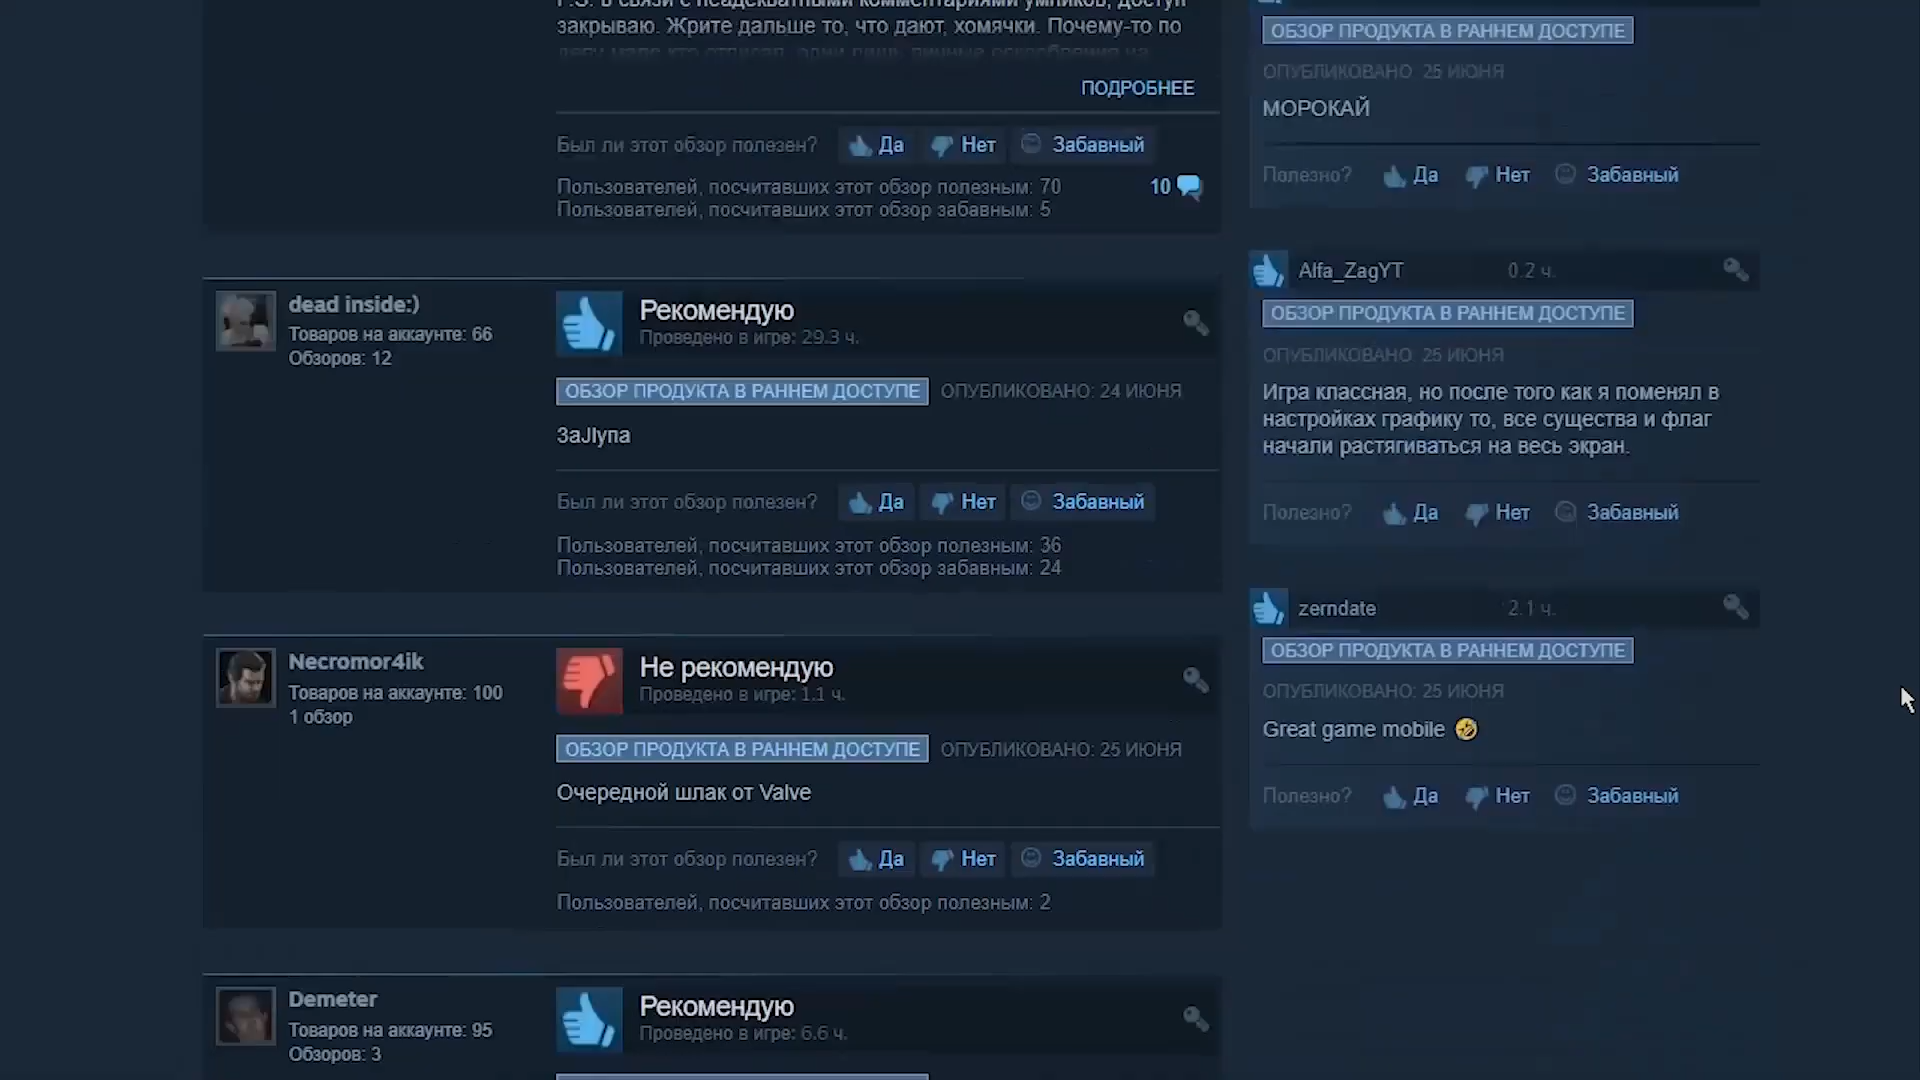 закрываю. Жрите дальше то, что дают, хомячки. Почему-то по
ПОДРОБНЕЕ
Был ли этот обзор полезен? Да Нет Забавный
Пользователей, посчитавших этот обзор полезным: 70 10
Пользователей, посчитавших этот обзор забавным: 5
dead inside:)
Товаров на аккаунте: 66
Обзоров: 12
Рекомендую
Проведено в игре: 29.3 ч.
ОБЗОР ПРОДУКТА В РАННЕМ ДОСТУПЕ ОПУБЛИКОВАНО: 24 ИЮНЯ
ЗаJIупа
Был ли этот обзор полезен? Да Нет Забавный
Пользователей, посчитавших этот обзор полезным: 36
Пользователей, посчитавших этот обзор забавным: 24
Necromor4ik
Товаров на аккаунте: 100
1 обзор
Не рекомендую
Проведено в игре: 1.1 ч.
ОБЗОР ПРОДУКТА В РАННЕМ ДОСТУПЕ ОПУБЛИКОВАНО: 25 ИЮНЯ
Очередной шлак от Valve
Был ли этот обзор полезен? Да Нет Забавный
Пользователей, посчитавших этот обзор полезным: 2
Demeter
Товаров на аккаунте: 95
Обзоров: 3
Рекомендую
Проведено в игре: 6.6 ч.
ОБЗОР ПРОДУКТА В РАННЕМ ДОСТУПЕ
ОПУБЛИКОВАНО: 25 ИЮНЯ
МОРОКАЙ
Полезно? Да Нет Забавный
Alfa_ZagYT 0.2 ч.
ОБЗОР ПРОДУКТА В РАННЕМ ДОСТУПЕ
ОПУБЛИКОВАНО: 25 ИЮНЯ
Игра классная, но после того как я поменял в
настройках графику то, все существа и флаг
начали растягиваться на весь экран.
Полезно? Да Нет Забавный
zerndate 2.1 ч.
ОБЗОР ПРОДУКТА В РАННЕМ ДОСТУПЕ
ОПУБЛИКОВАНО: 25 ИЮНЯ
Great game mobile 🤣
Полезно? Да Нет Забавный